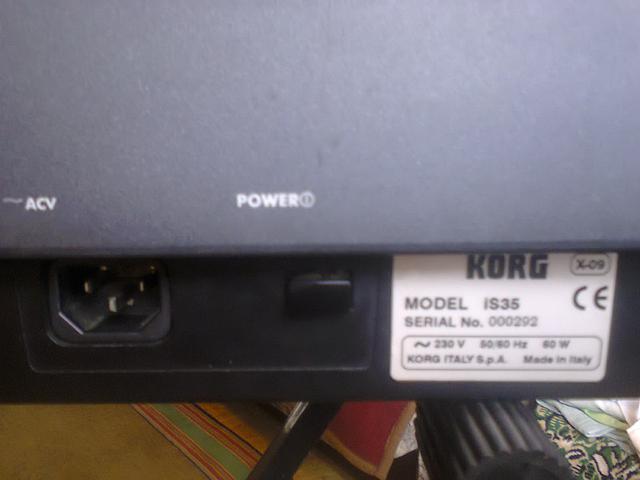 ~ ACV
POWER
KORG
X-09
MODEL iS35
CE
SERIAL No. 000292
~ 230 V 50/60 Hz 60 W
KORG ITALY S.p.A. Made in Italy